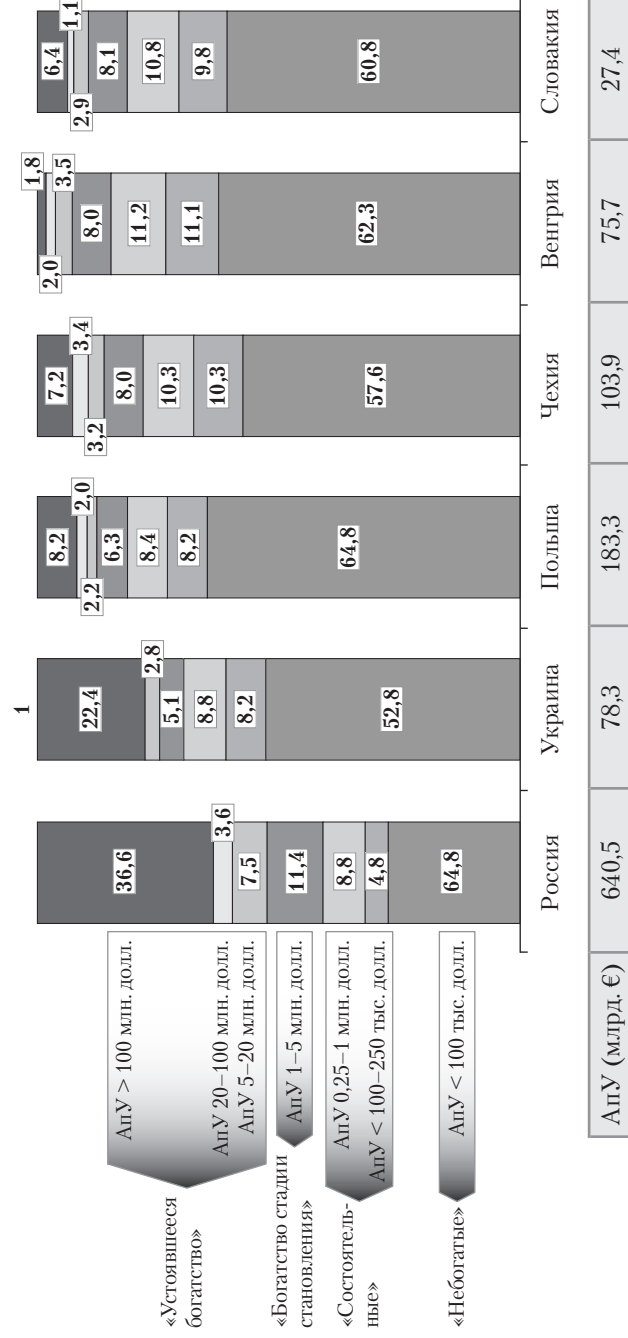 «Устоявшееся
богатство»
АпУ > 100 млн. долл.
АпУ 20–100 млн. долл.
АпУ 5–20 млн. долл.
«Богатство стадии
становления»
АпУ 1–5 млн. долл.
«Состоятель-
ные»
АпУ 0,25–1 млн. долл.
АпУ < 100–250 тыс. долл.
«Небогатые»
АпУ < 100 тыс. долл.
36,6
3,6
7,5
11,4
8,8
4,8
64,8
Россия
1
22,4
2,8
5,1
8,8
8,2
52,8
Украина
8,2
2,0
2,2
6,3
8,4
8,2
64,8
Польша
7,2
3,4
3,2
8,0
10,3
10,3
57,6
Чехия
1,8
2,0
3,5
8,0
11,2
11,1
62,3
Венгрия
6,4
1,1
2,9
8,1
10,8
9,8
60,8
Словакия
АпУ (млрд. €) 640,5 78,3 183,3 103,9 75,7 27,4